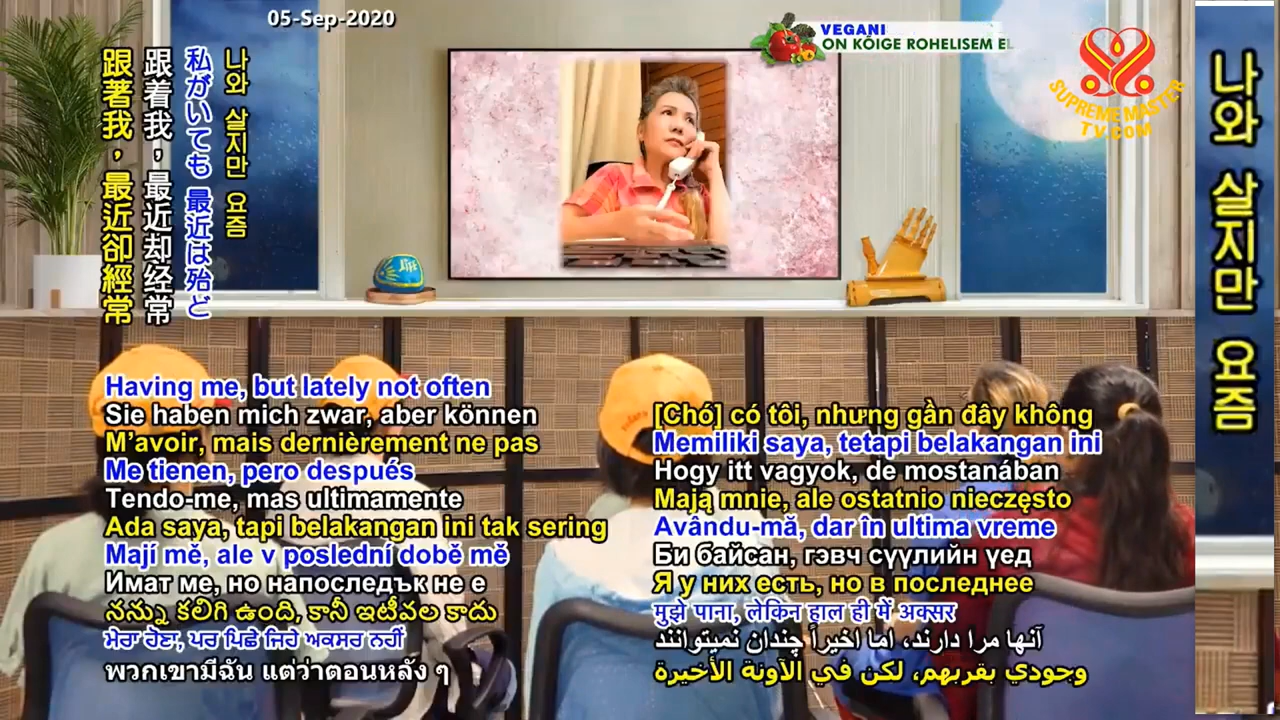 05-Sep-2020
VEGANI
ON KÕIGE ROHELISEM EL
SUPREME MASTER
TV.COM
나와 살지만 요즘
私がいても 最近は殆ど
跟着我，最近却经常
跟著我，最近卻經常
나와 살지만 요즘
Having me, but lately not often
Sie haben mich zwar, aber können
M’avoir, mais dernièrement ne pas
Me tienen, pero después
Tendo-me, mas ultimamente
Ada saya, tapi belakangan ini tak sering
Mají mě, ale v poslední době mě
Имат ме, но напоследък не е
నన్ను కలిగి ఉంది, కానీ ఇటీవల కాదు
ਮੇਰਾ ਹੋਣਾ, ਪਰ ਪਿਛੇ ਜਿਹੇ ਅਕਸਰ ਨਹੀਂ
พวกเขามีฉัน แต่ว่าตอนหลัง ๆ
[Chó] có tôi, nhưng gần đây không
Memiliki saya, tetapi belakangan ini
Hogy itt vagyok, de mostanában
Mają mnie, ale ostatnio nieczęsto
Avându-mă, dar în ultima vreme
Би байсан, гэвч сүүлийн үед
Я у них есть, но в последнее
मुझे पाना, लेकिन हाल ही में अक्सर
آنها مرا دارند، اما اخیراً چندان نمیتوانند
وجودي بقربهم، لكن في الآونة الأخيرة